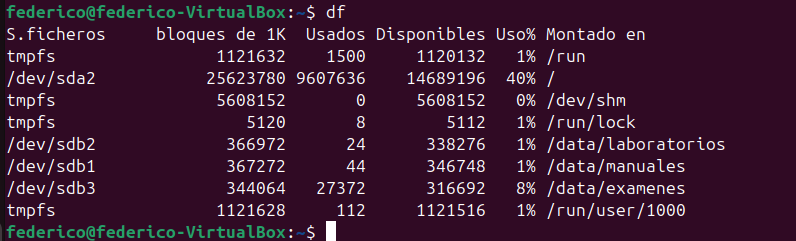 federico@federico-VirtualBox:~$ df
S.ficheros     bloques de 1K  Usados Disponibles Uso% Montado en
tmpfs                1121632    1500     1120132   1% /run
/dev/sda2           25623780 9607636    14689196  40% /
tmpfs                5608152       0     5608152   0% /dev/shm
tmpfs                   5120       8        5112   1% /run/lock
/dev/sdb2             366972      24      338276   1% /data/laboratorios
/dev/sdb1             367272      44      346748   1% /data/manuales
/dev/sdb3             344064   27372      316692   8% /data/examenes
tmpfs                1121628     112     1121516   1% /run/user/1000
federico@federico-VirtualBox:~$